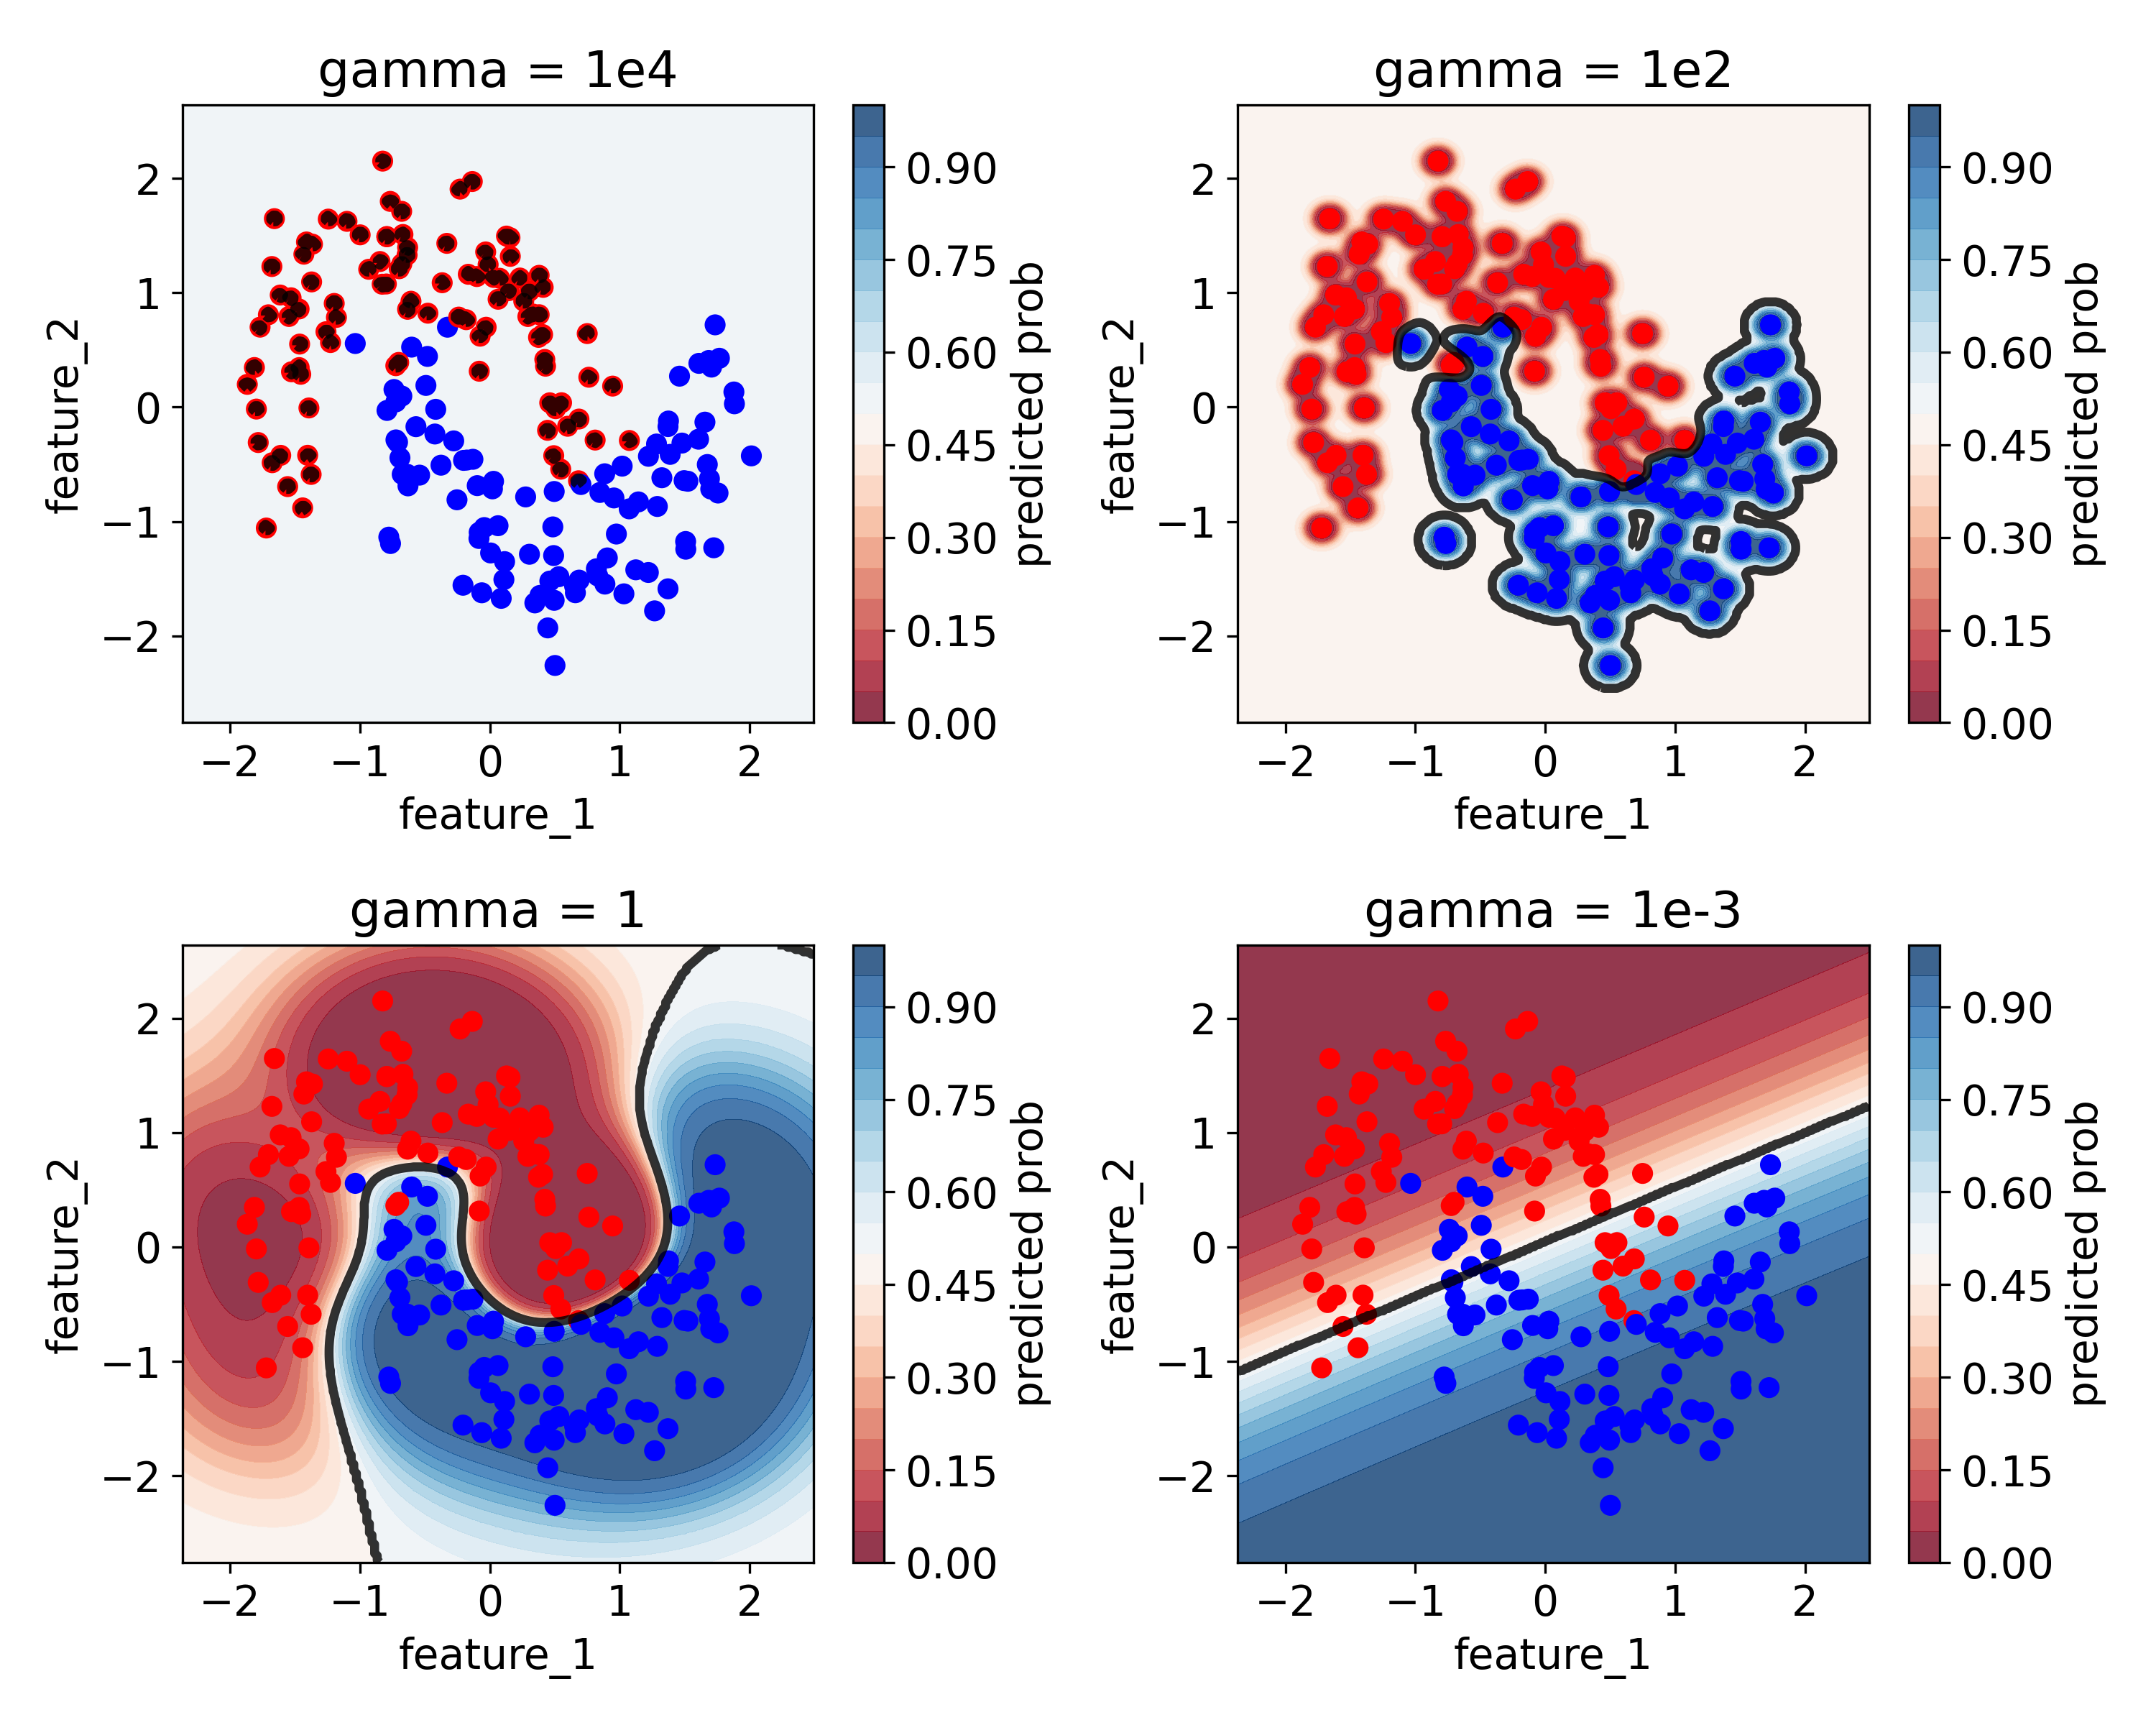 gamma = 1e4
2
1
0
−1
−2
feature_2
−2 −1 0 1 2
feature_1
0.90
0.75
0.60
0.45
0.30
0.15
0.00
predicted prob
gamma = 1e2
2
1
0
−1
−2
feature_2
−2 −1 0 1 2
feature_1
0.90
0.75
0.60
0.45
0.30
0.15
0.00
predicted prob
gamma = 1
2
1
0
−1
−2
feature_2
−2 −1 0 1 2
feature_1
0.90
0.75
0.60
0.45
0.30
0.15
0.00
predicted prob
gamma = 1e-3
2
1
0
−1
−2
feature_2
−2 −1 0 1 2
feature_1
0.90
0.75
0.60
0.45
0.30
0.15
0.00
predicted prob